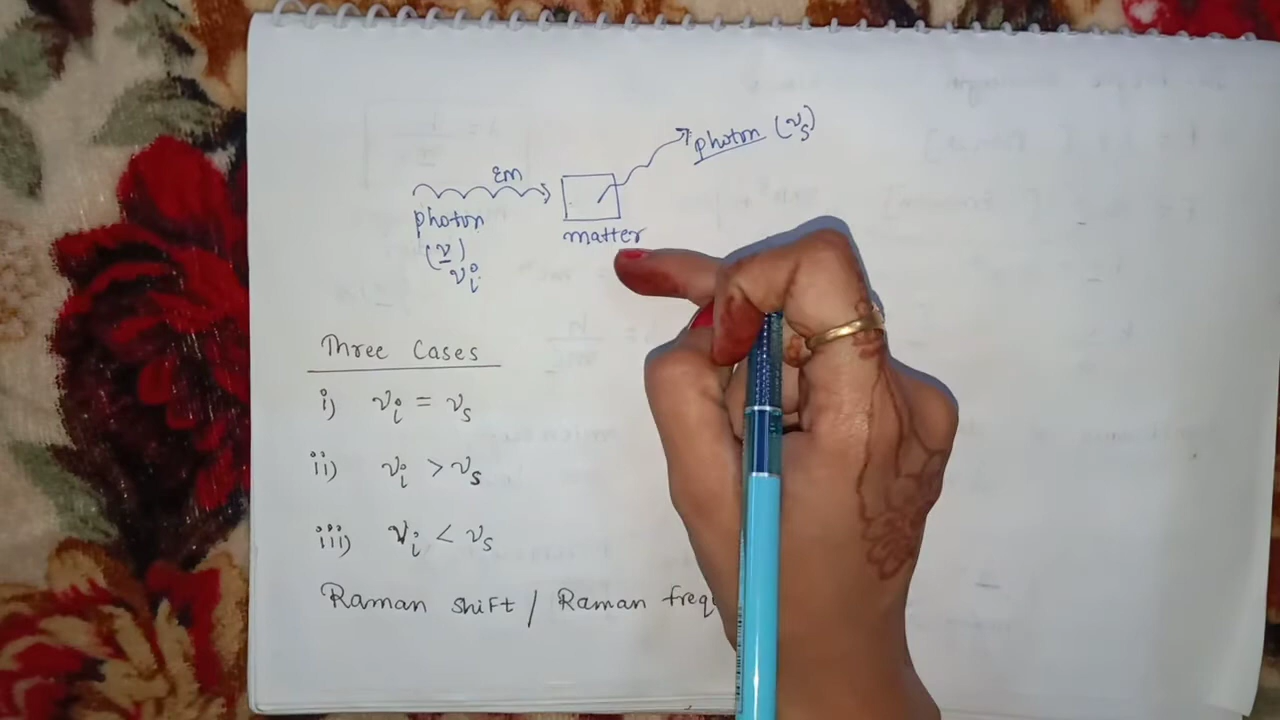 photon (νs)
Em
photon
(ν)
νi
matter
Three Cases
i) νi = νs
ii) νi > νs
iii) νi < νs
Raman shift / Raman